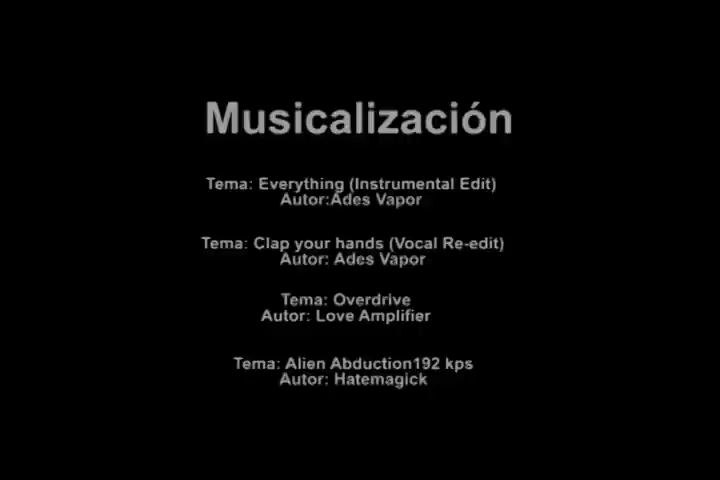 Musicalización
Tema: Everything (Instrumental Edit)
Autor:Ades Vapor
Tema: Clap your hands (Vocal Re-edit)
Autor: Ades Vapor
Tema: Overdrive
Autor: Love Amplifier
Tema: Alien Abduction192 kps
Autor: Hatemagick